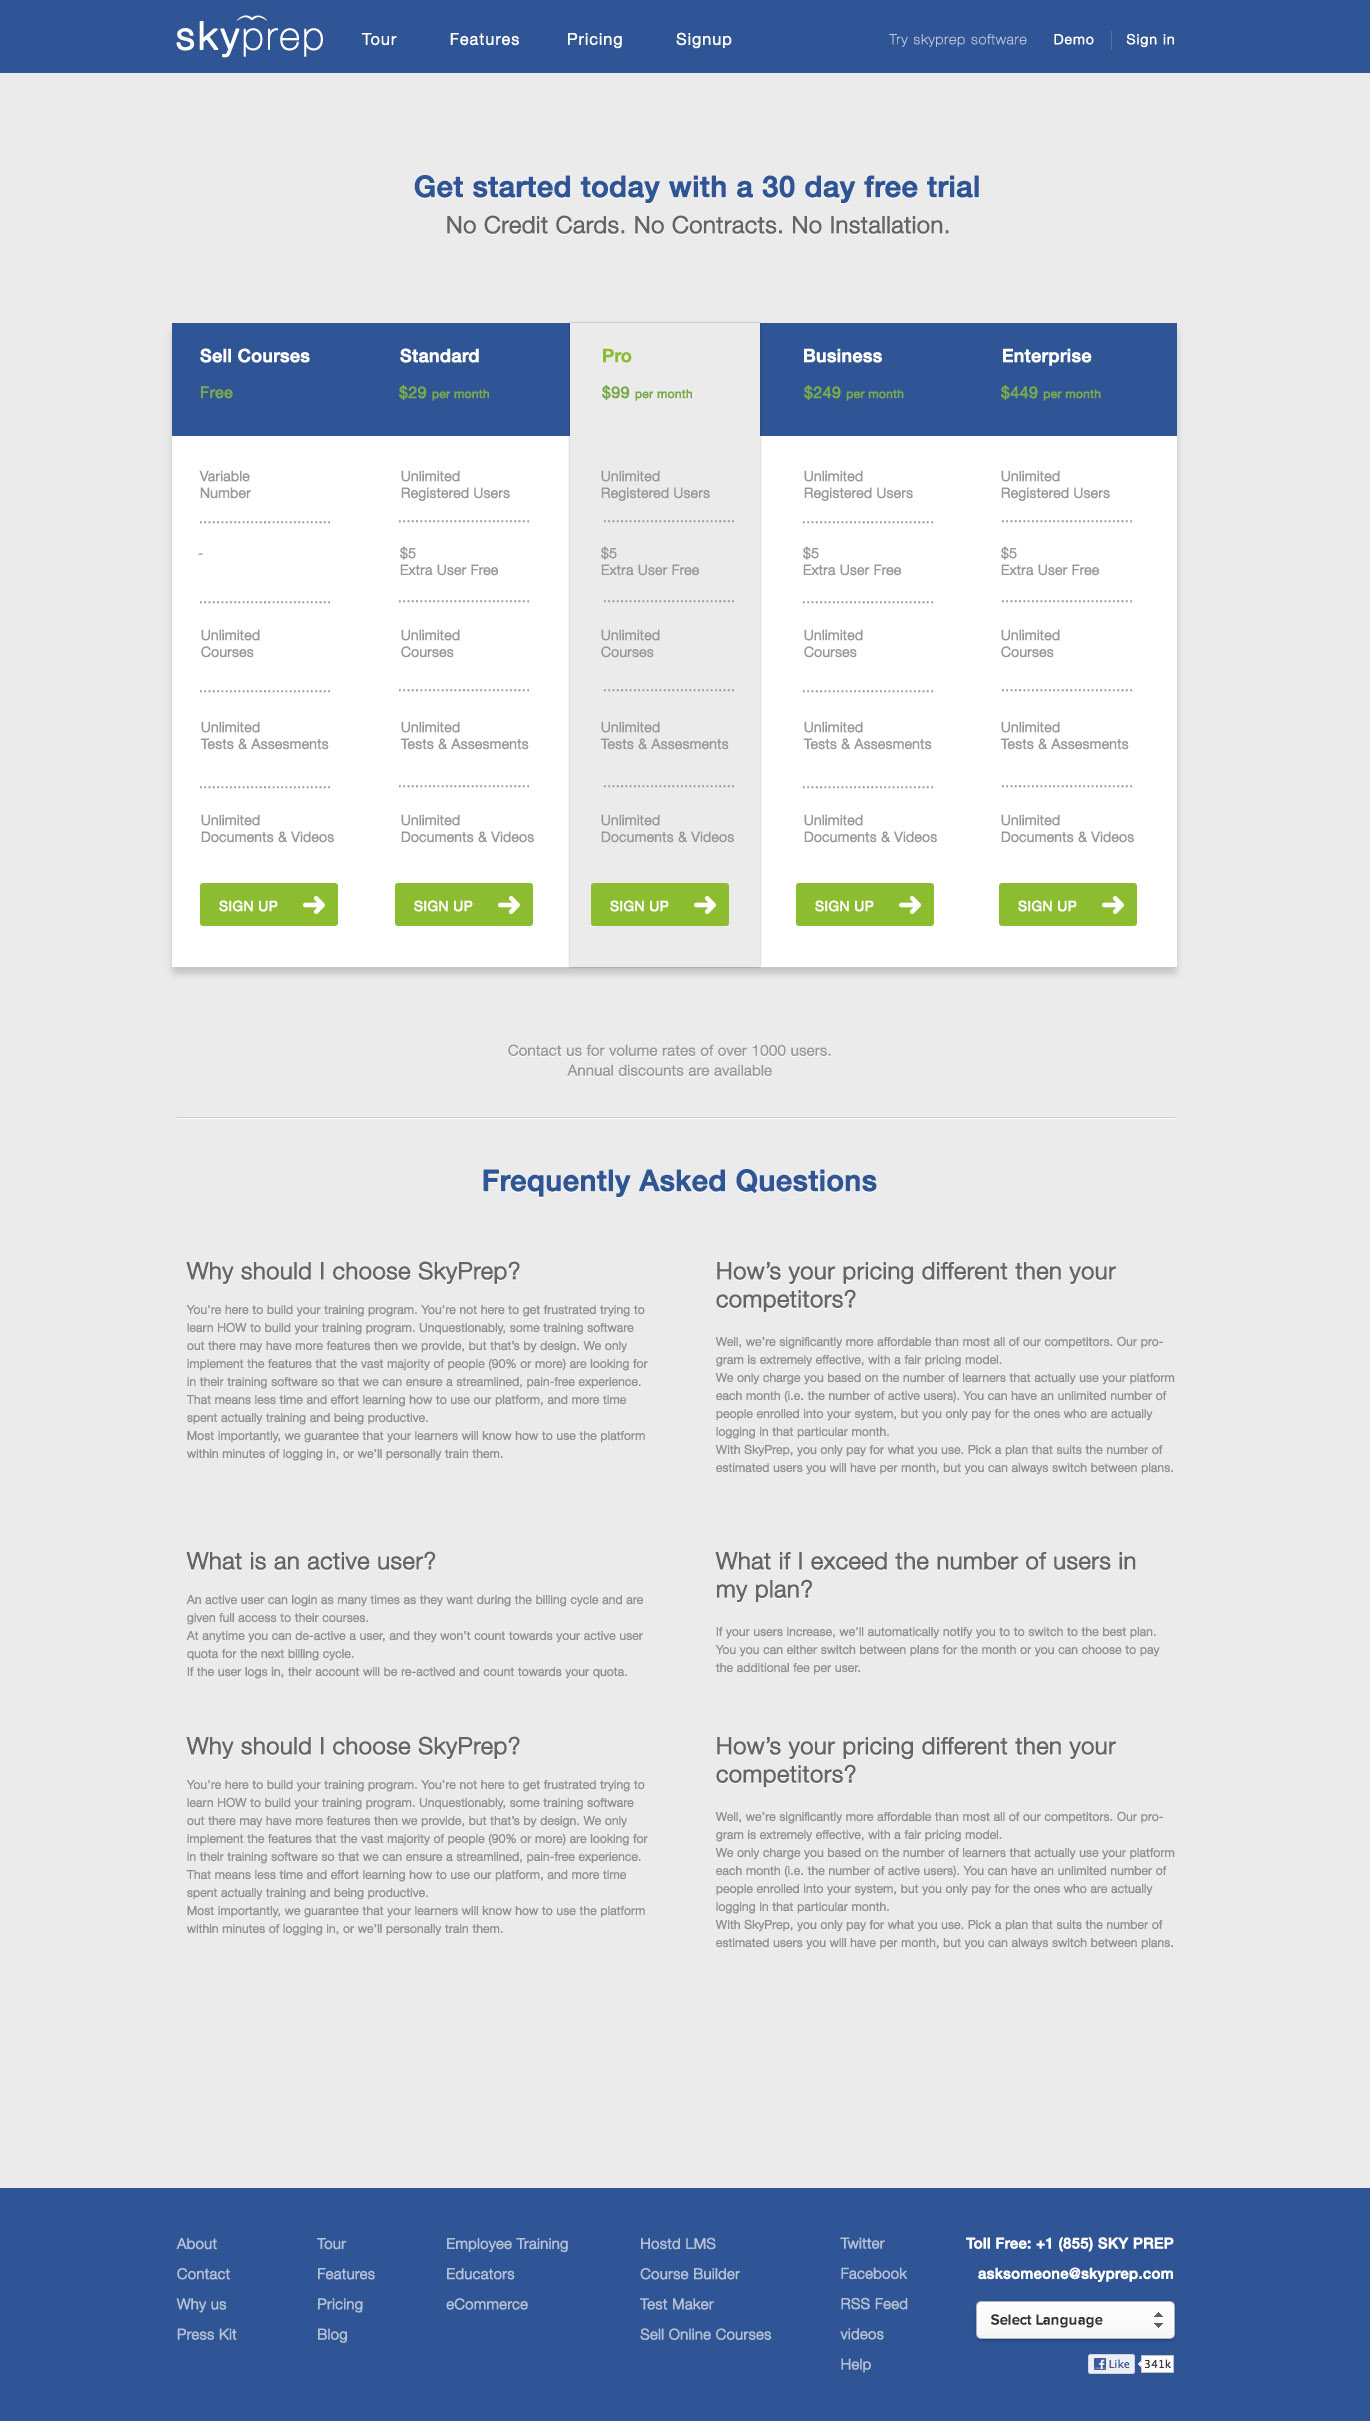 skyprep
Tour Features Pricing Signup Try skyprep software Demo Sign in
Get started today with a 30 day free trial
No Credit Cards. No Contracts. No Installation.
Sell Courses Standard Pro Business Enterprise
Free $29 per month $99 per month $249 per month $449 per month
Variable Unlimited Unlimited Unlimited Unlimited
Number Registered Users Registered Users Registered Users Registered Users
- $5 $5 $5 $5
Extra User Free Extra User Free Extra User Free Extra User Free
Unlimited Unlimited Unlimited Unlimited Unlimited
Courses Courses Courses Courses Courses
Unlimited Unlimited Unlimited Unlimited Unlimited
Tests & Assesments Tests & Assesments Tests & Assesments Tests & Assesments Tests & Assesments
Unlimited Unlimited Unlimited Unlimited Unlimited
Documents & Videos Documents & Videos Documents & Videos Documents & Videos Documents & Videos
SIGN UP SIGN UP SIGN UP SIGN UP SIGN UP
Contact us for volume rates of over 1000 users.
Annual discounts are available
Frequently Asked Questions
Why should I choose SkyPrep?
You're here to build your training program. You're not here to get frustrated trying to
learn HOW to build your training program. Unquestionably, some training software
out there may have more features then we provide, but that's by design. We only
implement the features that the vast majority of people (90% or more) are looking for
in their training software so that we can ensure a streamlined, pain-free experience.
That means less time and effort learning how to use our platform, and more time
spent actually training and being productive.
Most importantly, we guarantee that your learners will know how to use the platform
within minutes of logging in, or we'll personally train them.
How's your pricing different then your
competitors?
Well, we're significantly more affordable than most all of our competitors. Our pro-
gram is extremely effective, with a fair pricing model.
We only charge you based on the number of learners that actually use your platform
each month (i.e. the number of active users). You can have an unlimited number of
people enrolled into your system, but you only pay for the ones who are actually
logging in that particular month.
With SkyPrep, you only pay for what you use. Pick a plan that suits the number of
estimated users you will have per month, but you can always switch between plans.
What is an active user?
An active user can login as many times as they want during the billing cycle and are
given full access to their courses.
At anytime you can de-active a user, and they won't count towards your active user
quota for the next billing cycle.
If the user logs in, their account will be re-actived and count towards your quota.
What if I exceed the number of users in
my plan?
If your users increase, we'll automatically notify you to to switch to the best plan.
You you can either switch between plans for the month or you can choose to pay
the additional fee per user.
Why should I choose SkyPrep?
You're here to build your training program. You're not here to get frustrated trying to
learn HOW to build your training program. Unquestionably, some training software
out there may have more features then we provide, but that's by design. We only
implement the features that the vast majority of people (90% or more) are looking for
in their training software so that we can ensure a streamlined, pain-free experience.
That means less time and effort learning how to use our platform, and more time
spent actually training and being productive.
Most importantly, we guarantee that your learners will know how to use the platform
within minutes of logging in, or we'll personally train them.
How's your pricing different then your
competitors?
Well, we're significantly more affordable than most all of our competitors. Our pro-
gram is extremely effective, with a fair pricing model.
We only charge you based on the number of learners that actually use your platform
each month (i.e. the number of active users). You can have an unlimited number of
people enrolled into your system, but you only pay for the ones who are actually
logging in that particular month.
With SkyPrep, you only pay for what you use. Pick a plan that suits the number of
estimated users you will have per month, but you can always switch between plans.
About Tour Employee Training Hostd LMS Twitter Toll Free: +1 (855) SKY PREP
Contact Features Educators Course Builder Facebook asksomeone@skyprep.com
Why us Pricing eCommerce Test Maker RSS Feed Select Language
Press Kit Blog Sell Online Courses videos
Help Like 341k